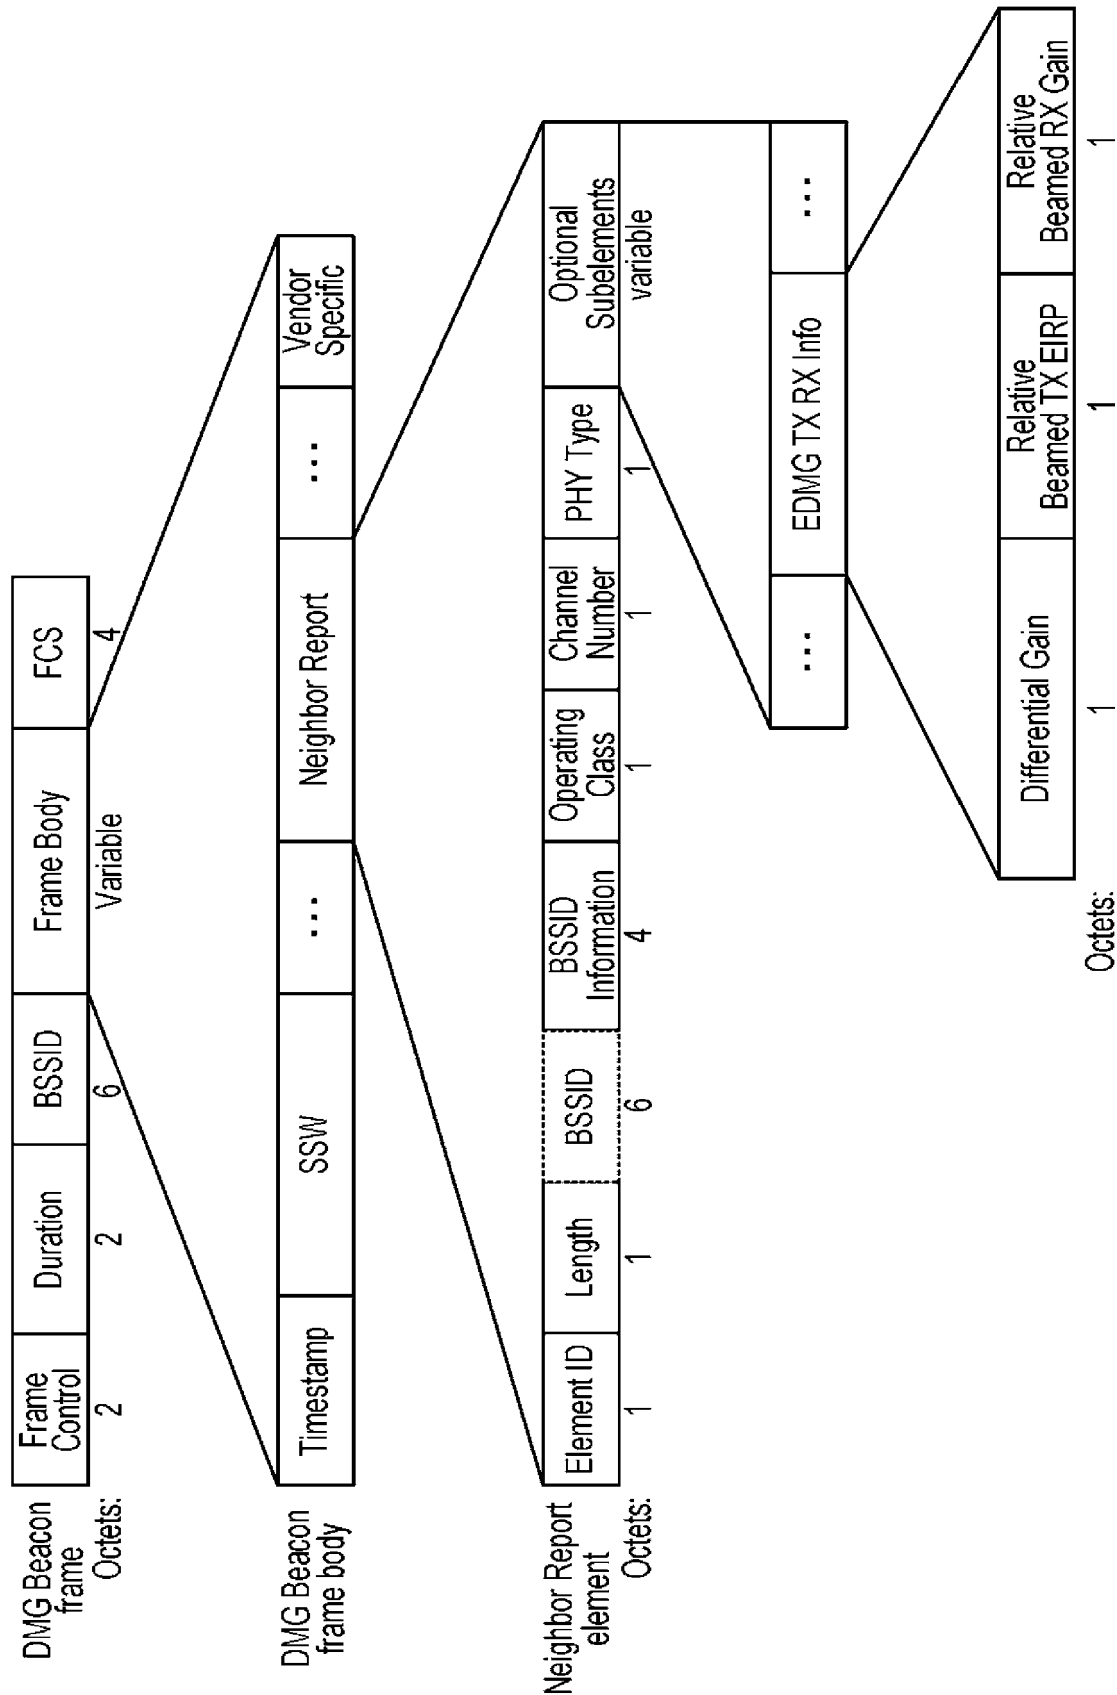 DMG Beacon
frame
Frame
Control
Duration
BSSID
Frame Body
FCS
Octets:
2
2
6
Variable
4
DMG Beacon
frame body
Timestamp
SSW
...
Neighbor Report
...
Vendor
Specific
Neighbor Report
element
Element ID
Length
BSSID
BSSID
Information
Operating
Class
Channel
Number
PHY Type
Optional
Subelements
Octets:
1
1
6
4
1
1
1
variable
...
EDMG TX RX Info
...
Differential Gain
Relative
Beamed TX EIRP
Relative
Beamed RX Gain
Octets:
1
1
1